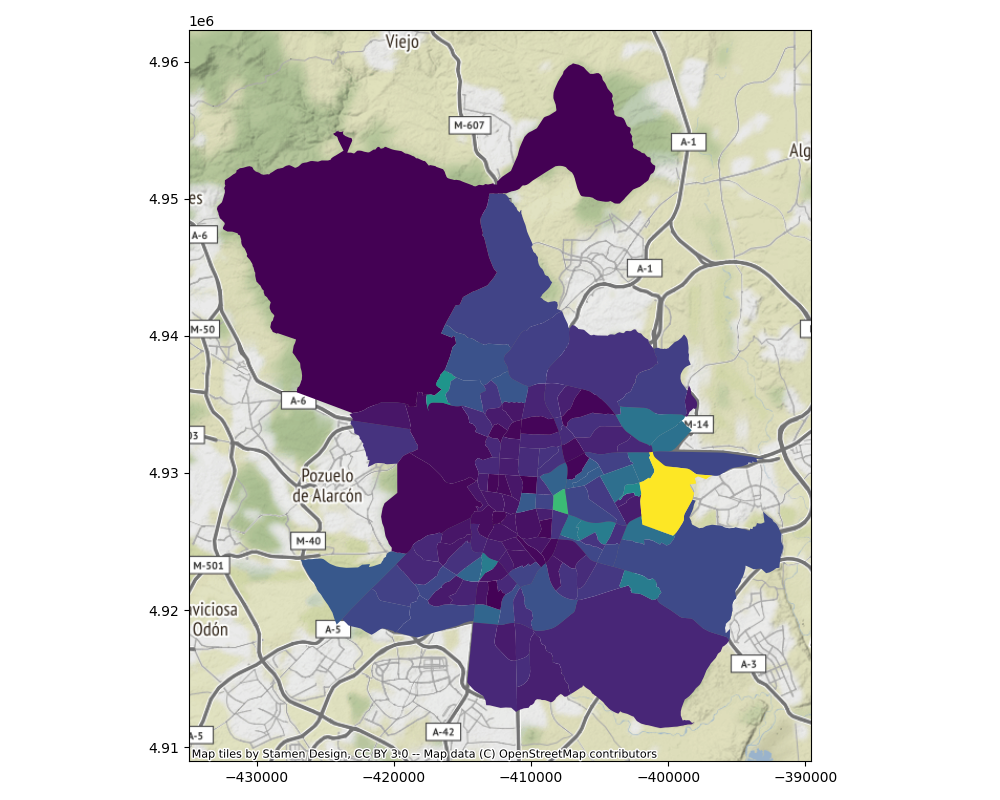 1e6
Viejo
4.96
M-607
A-1
Alg
4.95
es
A-6
A-1
M-50
4.94
A-6
03
M-14
4.93
Pozuelo
de Alarcón
M-40
M-501
4.92
aviciosa
Odón
A-5
A-3
A-42
A-5
4.91
Map tiles by Stamen Design, CC BY 3.0 -- Map data (C) OpenStreetMap contributors
−430000 −420000 −410000 −400000 −390000